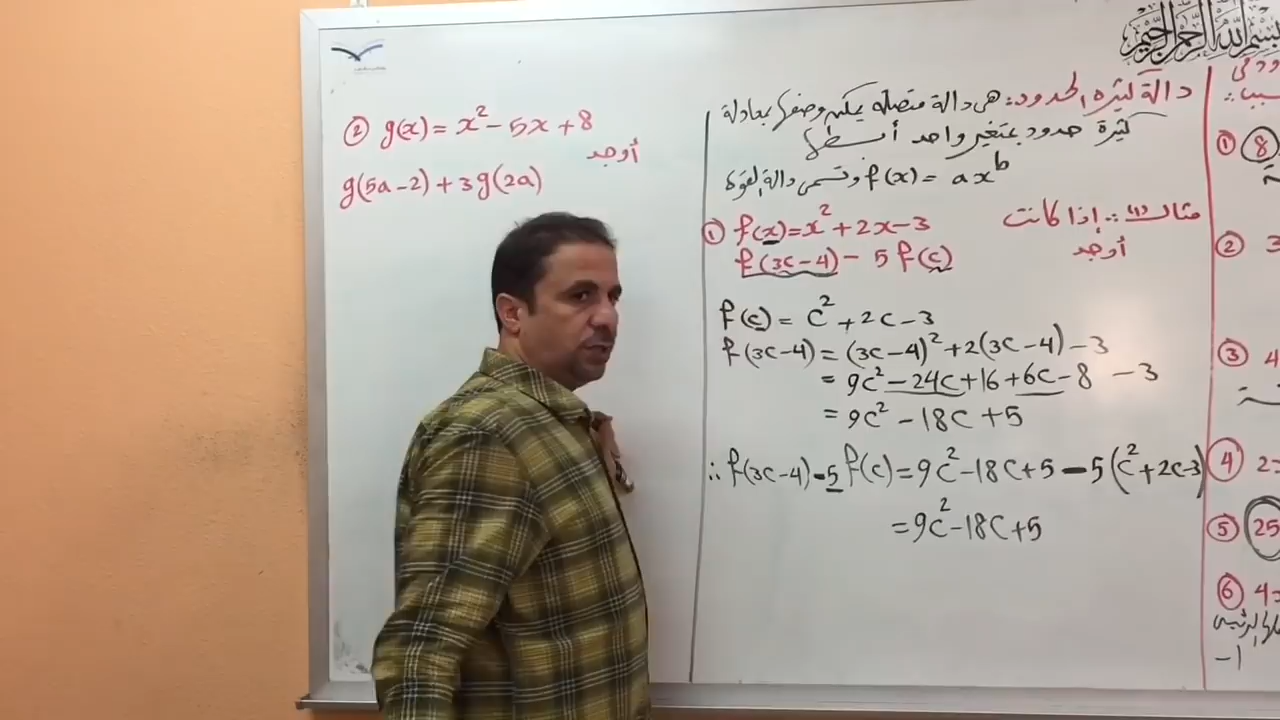 بسم الله الرحمن الرحيم
دالة كثيرة الحدود: هي دالة متصلة يمكن وصفها بمعادلة
كثيرة حدود بمتغير واحد أبسطها
f(x) = ax^b وتسمى دالة القوة
مثال (1): إذا كانت
① f(x)=x²+2x-3
أوجد
f(3c-4) - 5f(c)
f(c) = c²+2c-3
f(3c-4) = (3c-4)²+2(3c-4)-3
= 9c²-24c+16+6c-8 -3
= 9c² -18c +5
∴ f(3c-4)-5f(c)=9c²-18c+5-5(c²+2c-3)
=9c²-18c+5
② g(x)= x²-5x+8
أوجد
g(5a-2)+3g(2a)
① 8
② 3
③ 4
④ 2
⑤ 25
⑥ 4
-1